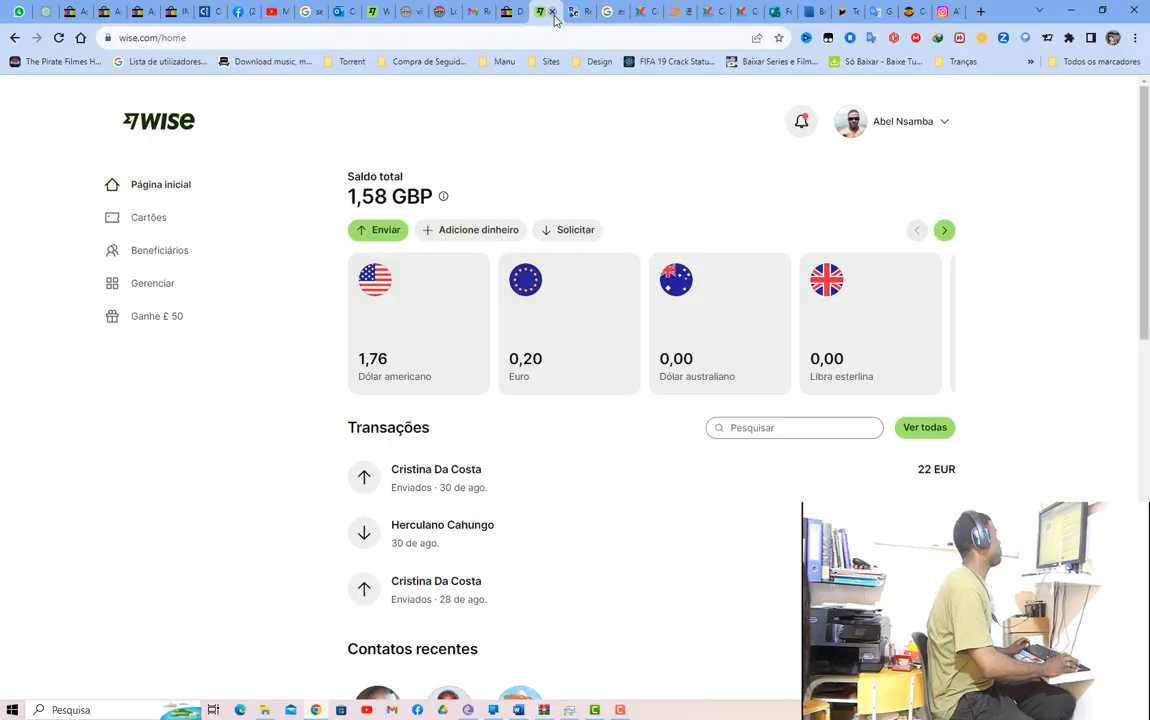 wise.com/home
The Pirate Filmes H...
Lista de utilizadores...
Download music, m...
Torrent
Compra de Seguid...
Manu
Sites
Design
FIFA 19 Crack Statu...
Baixar Series e Film...
Só Baixar - Baixe Tu...
Tranças
»
Todos os marcadores
WISE
Abel Nsamba
Página inicial
Cartões
Beneficiários
Gerenciar
Ganhe £ 50
Saldo total
1,58 GBP
Enviar
Adicione dinheiro
Solicitar
1,76
Dólar americano
0,20
Euro
0,00
Dólar australiano
0,00
Libra esterlina
Transações
Pesquisar
Ver todas
Cristina Da Costa
22 EUR
Enviados · 30 de ago.
Herculano Cahungo
30 de ago.
Cristina Da Costa
Enviados · 28 de ago.
Contatos recentes
Pesquisa